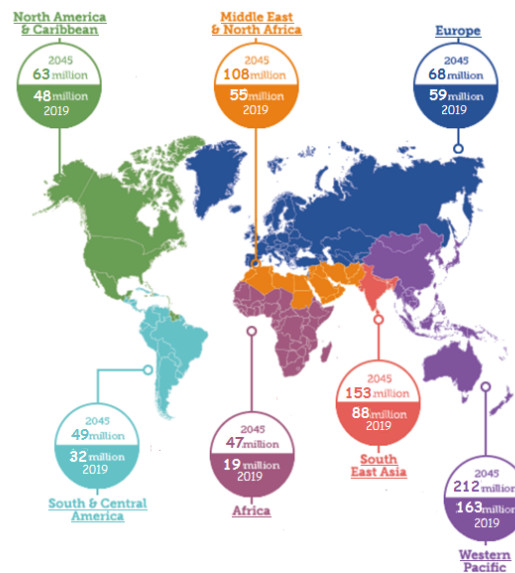 North America
& Caribbean
2045
63 million
48 million
2019
Middle East
& North Africa
2045
108 million
55 million
2019
Europe
2045
68 million
59 million
2019
2045
49 million
32 million
2019
South & Central
America
2045
47 million
19 million
2019
Africa
2045
153 million
88 million
2019
South
East Asia
2045
212 million
163 million
2019
Western
Pacific